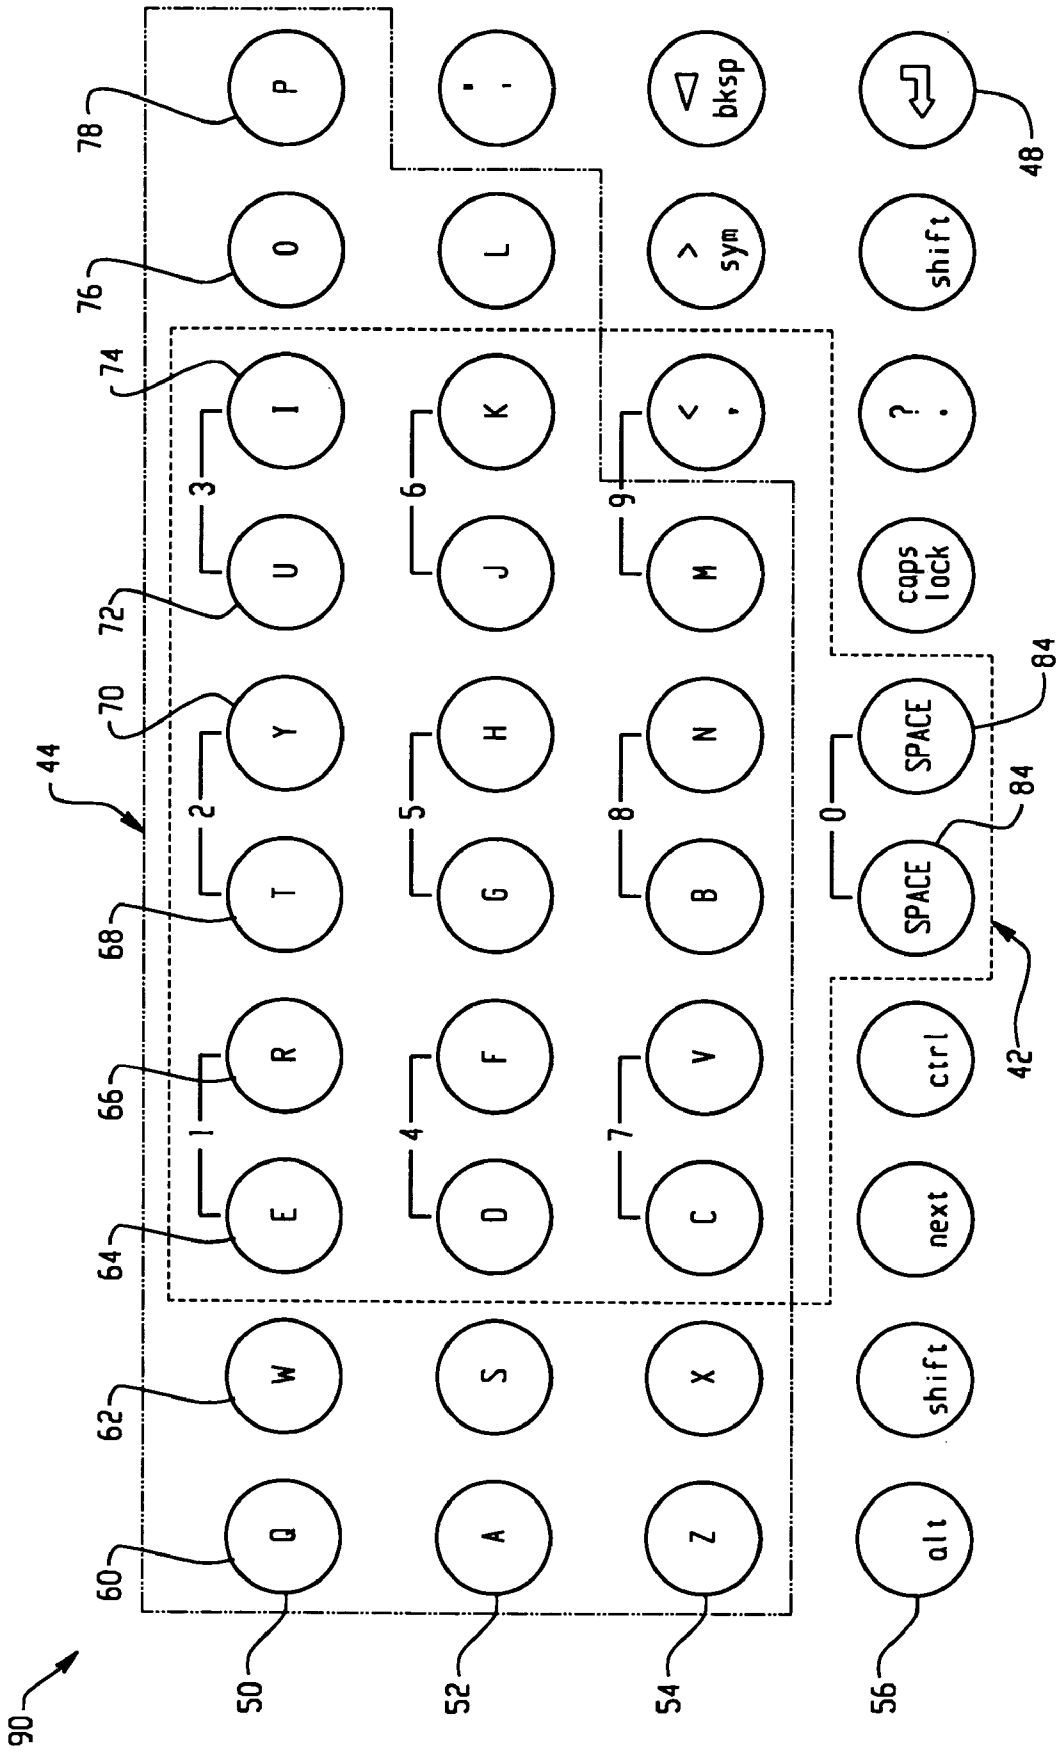 90
44
60 62 64 66 68 70 72 74 76 78
1 2 3
50 Q W E R T Y U I O P
4 5 6
52 A S D F G H J K L " '
7 8 9
54 Z X C V B N M < , > sym bksp
0
56 alt shift next ctrl SPACE SPACE caps lock ? . shift
42 84 84 48